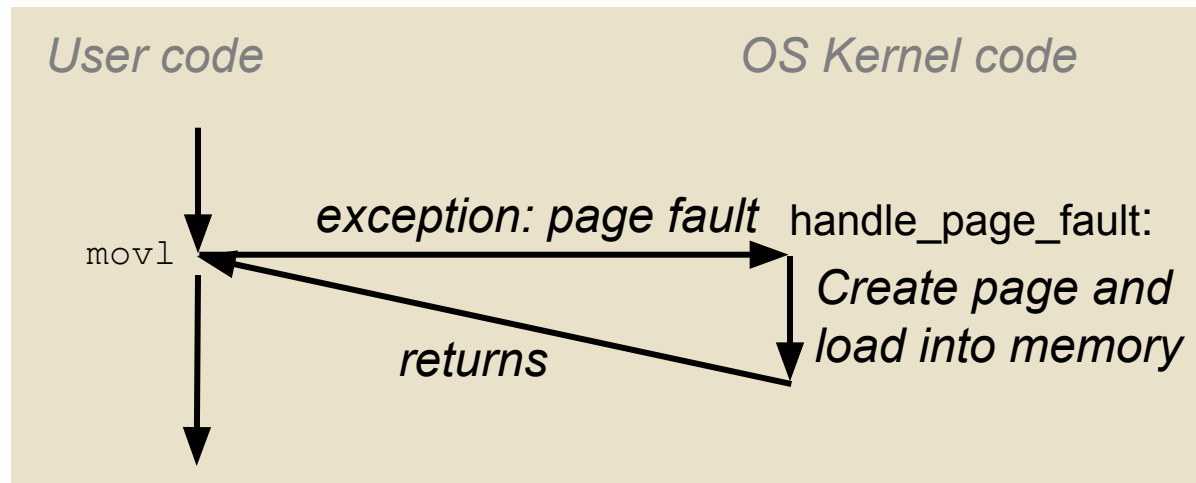 User code
OS Kernel code
exception: page fault
handle_page_fault:
movl
Create page and
load into memory
returns